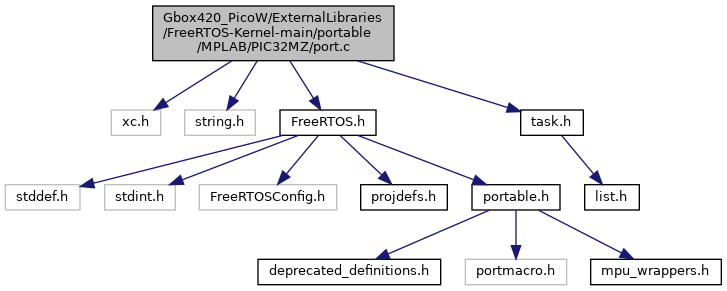 Gbox420_PicoW/ExternalLibraries
/FreeRTOS-Kernel-main/portable
/MPLAB/PIC32MZ/port.c
xc.h
string.h
FreeRTOS.h
task.h
stddef.h
stdint.h
FreeRTOSConfig.h
projdefs.h
portable.h
list.h
deprecated_definitions.h
portmacro.h
mpu_wrappers.h